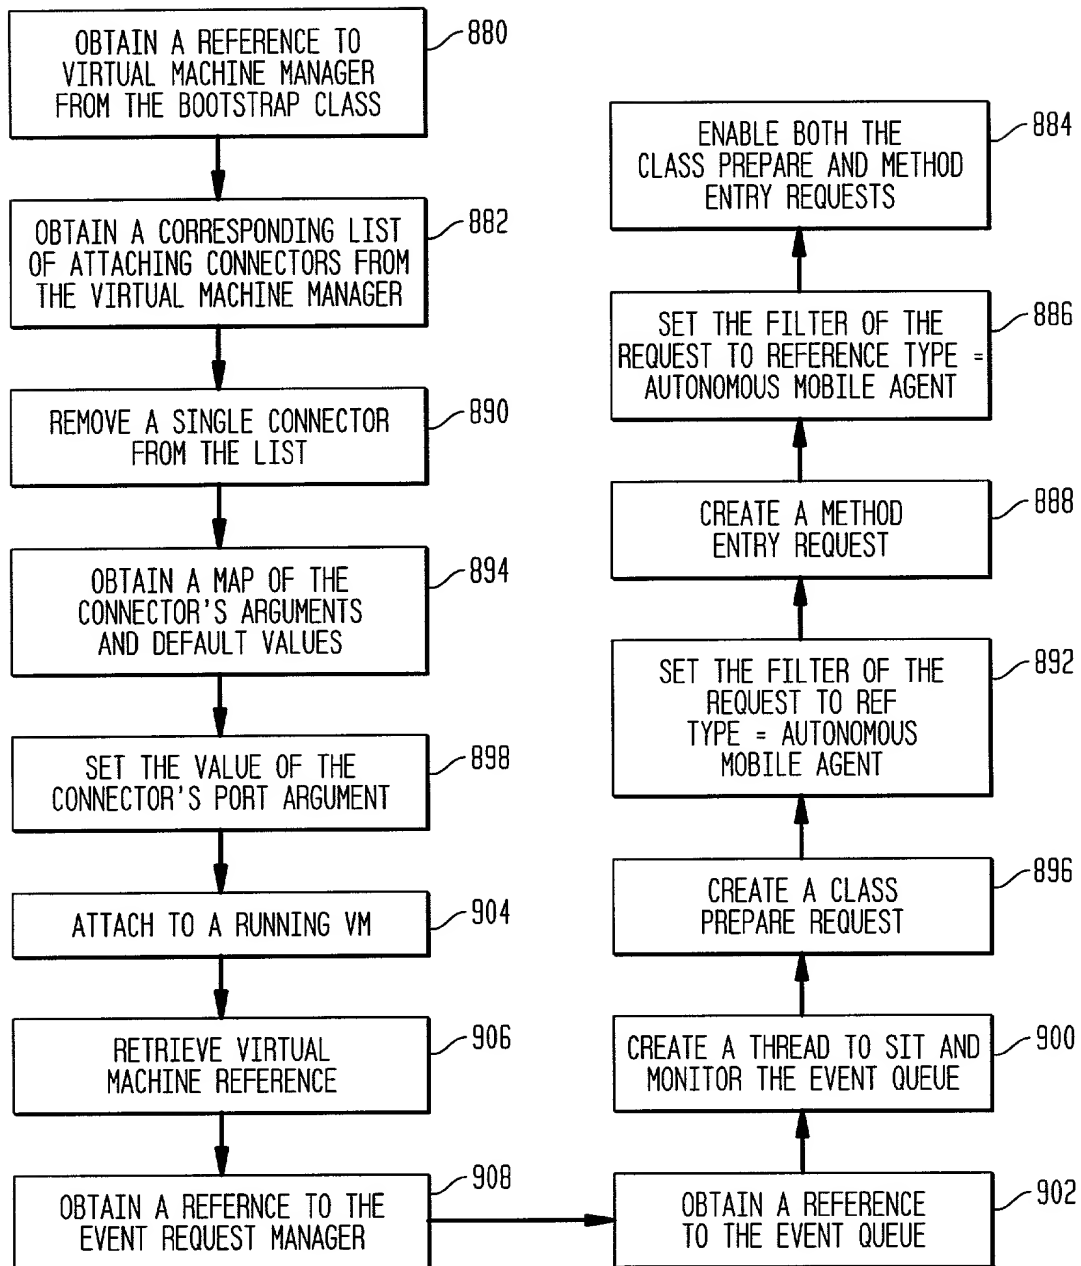 OBTAIN A REFERENCE TO
VIRTUAL MACHINE MANAGER
FROM THE BOOTSTRAP CLASS
880
OBTAIN A CORRESPONDING LIST
OF ATTACHING CONNECTORS FROM
THE VIRTUAL MACHINE MANAGER
882
REMOVE A SINGLE CONNECTOR
FROM THE LIST
890
OBTAIN A MAP OF THE
CONNECTOR'S ARGUMENTS
AND DEFAULT VALUES
894
SET THE VALUE OF THE
CONNECTOR'S PORT ARGUMENT
898
ATTACH TO A RUNNING VM
904
RETRIEVE VIRTUAL
MACHINE REFERENCE
906
OBTAIN A REFERNCE TO THE
EVENT REQUEST MANAGER
908
OBTAIN A REFERENCE
TO THE EVENT QUEUE
902
CREATE A THREAD TO SIT AND
MONITOR THE EVENT QUEUE
900
CREATE A CLASS
PREPARE REQUEST
896
SET THE FILTER OF THE
REQUEST TO REF
TYPE = AUTONOMOUS
MOBILE AGENT
892
CREATE A METHOD
ENTRY REQUEST
888
SET THE FILTER OF THE
REQUEST TO REFERENCE TYPE =
AUTONOMOUS MOBILE AGENT
886
ENABLE BOTH THE
CLASS PREPARE AND METHOD
ENTRY REQUESTS
884